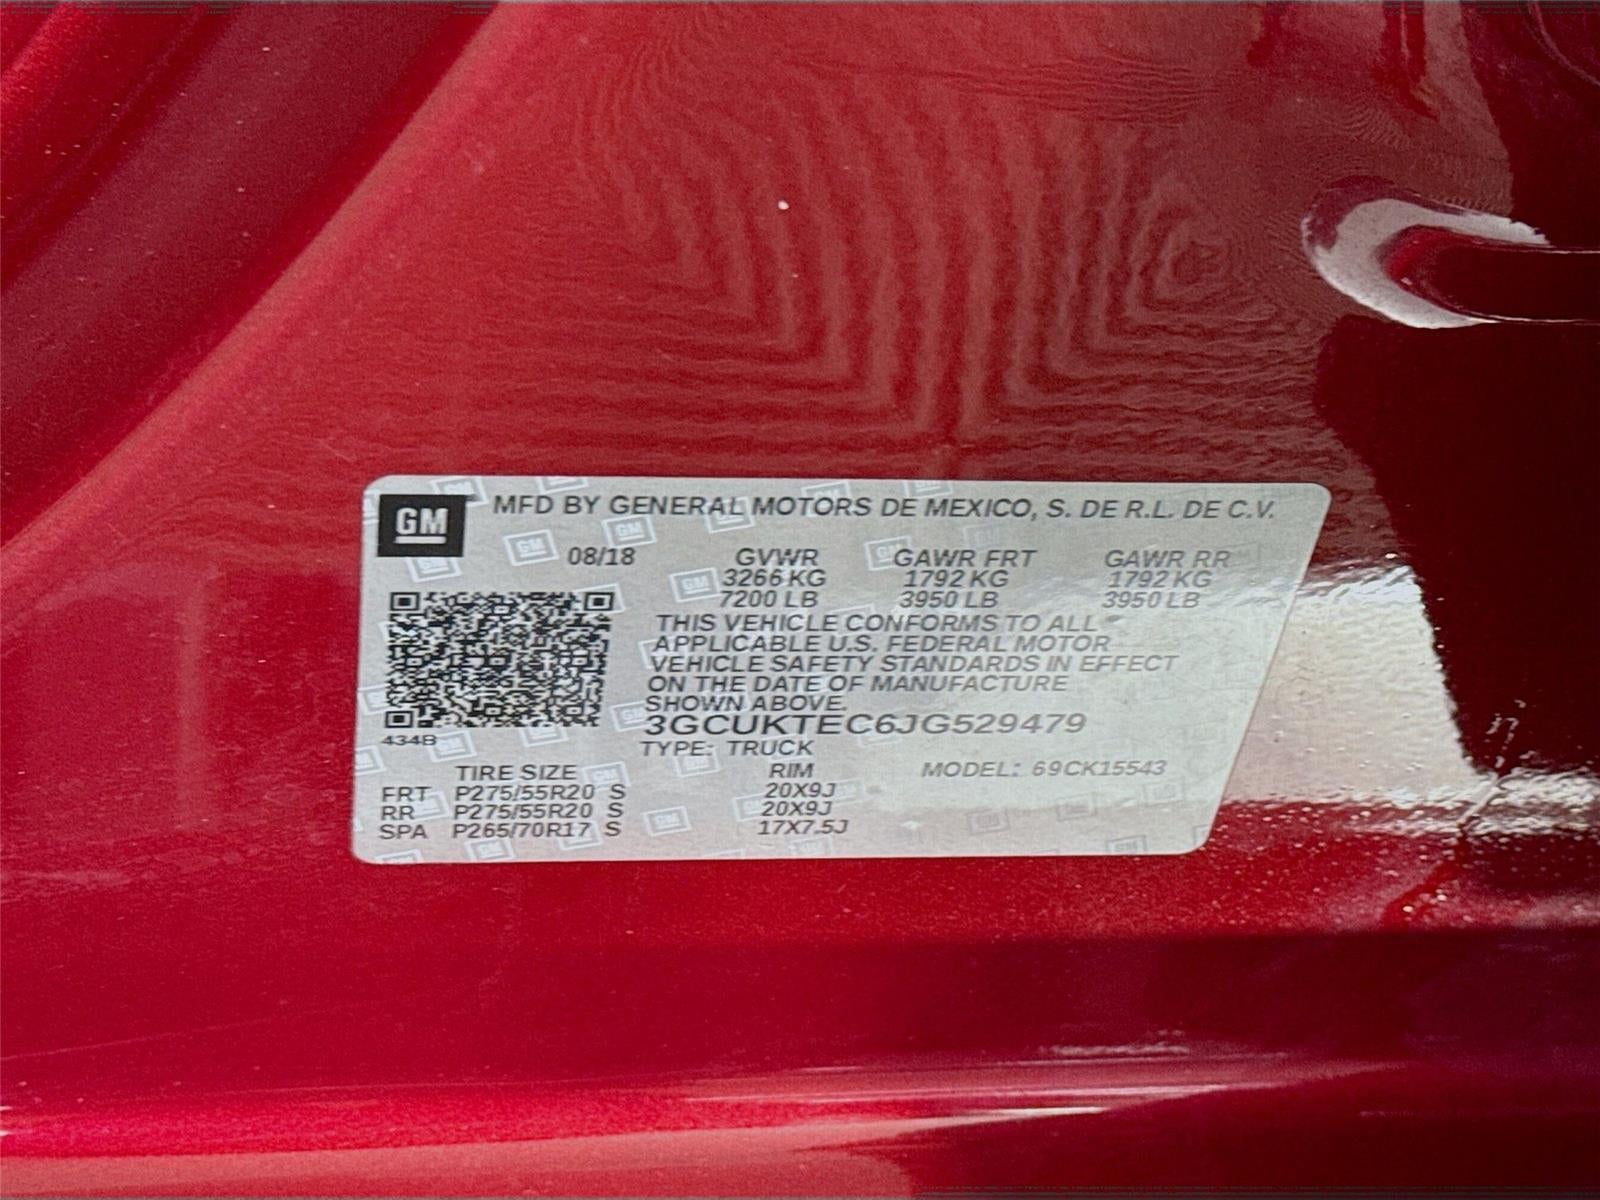 GM MFD BY GENERAL MOTORS DE MEXICO, S. DE R.L. DE C.V.
08/18 GVWR GAWR FRT GAWR RR
3266 KG 1792 KG 1792 KG
7200 LB 3950 LB 3950 LB
THIS VEHICLE CONFORMS TO ALL
APPLICABLE U.S. FEDERAL MOTOR
VEHICLE SAFETY STANDARDS IN EFFECT
ON THE DATE OF MANUFACTURE
SHOWN ABOVE.
3GCUKTEC6JG529479
434B
TYPE: TRUCK
TIRE SIZE RIM MODEL: 69CK15543
FRT P275/55R20 S 20X9J
RR P275/55R20 S 20X9J
SPA P265/70R17 S 17X7.5J